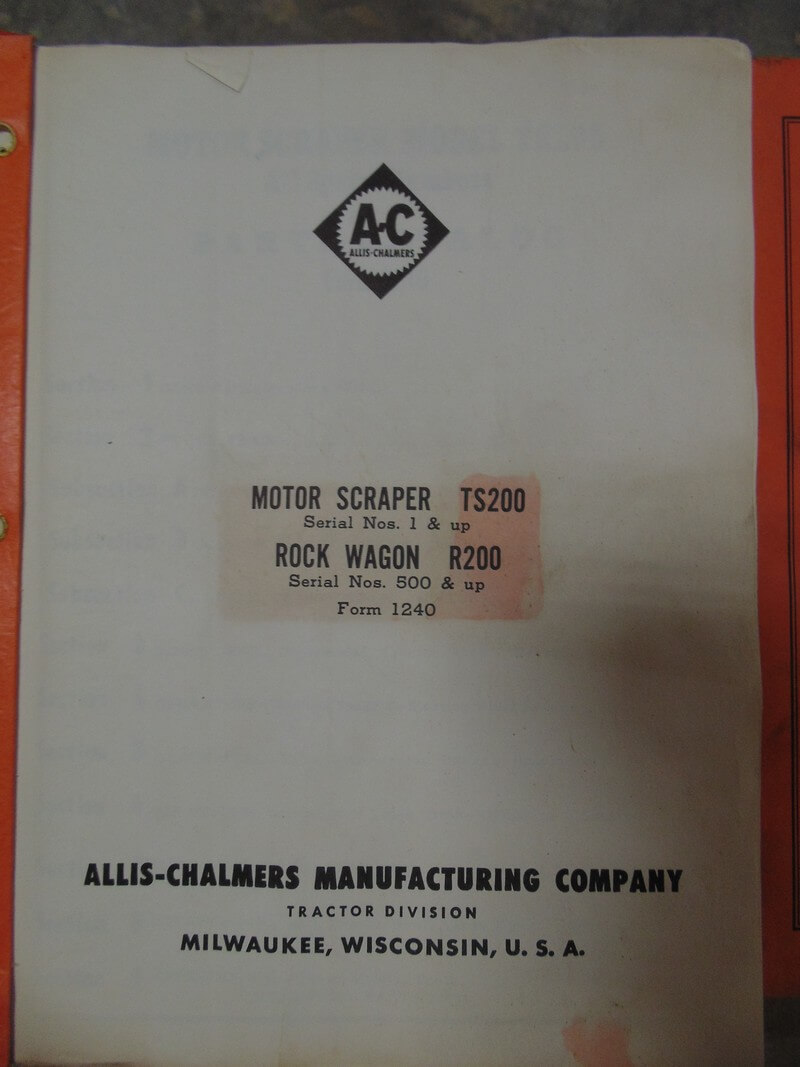 A-C
ALLIS-CHALMERS
MOTOR SCRAPER TS200
Serial Nos. 1 & up
ROCK WAGON R200
Serial Nos. 500 & up
Form 1240
ALLIS-CHALMERS MANUFACTURING COMPANY
TRACTOR DIVISION
MILWAUKEE, WISCONSIN, U. S. A.